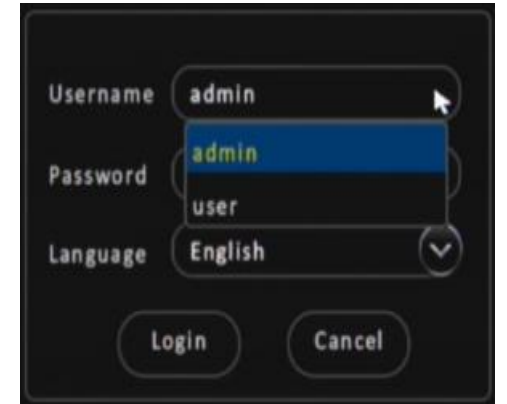 Username admin
admin
Password
user
Language English
Login Cancel